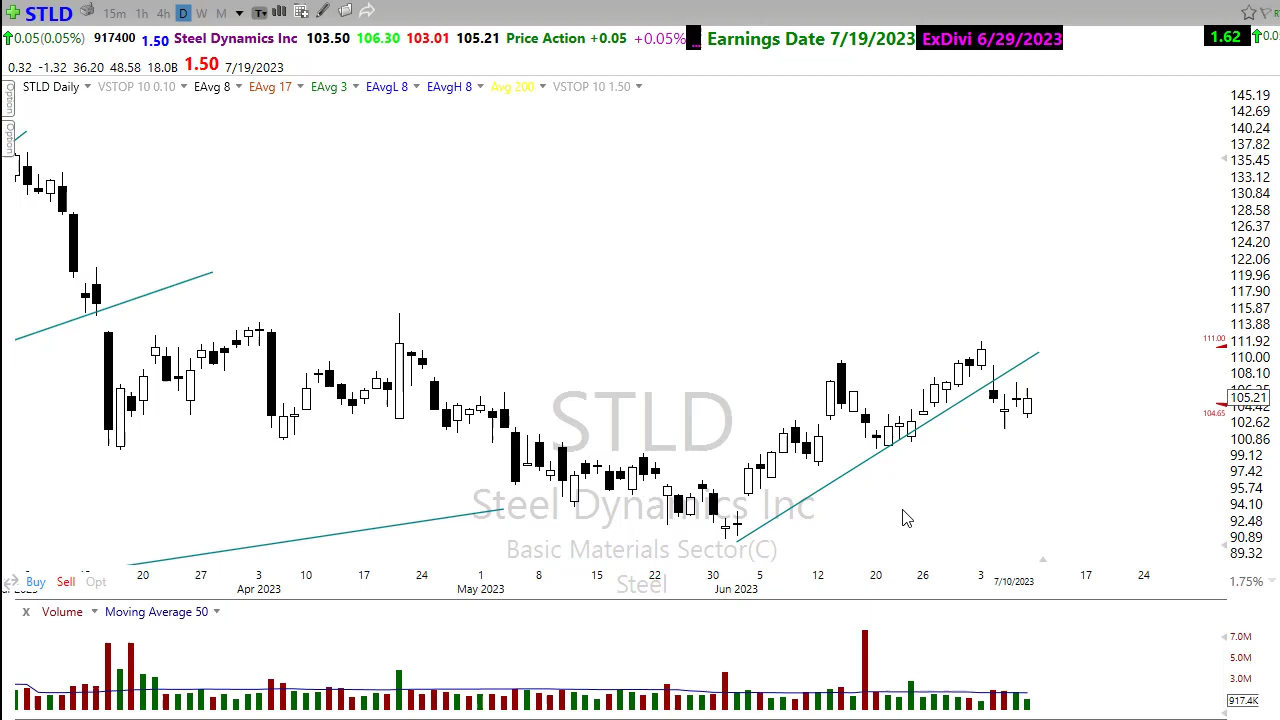 STLD 15m 1h 4h D W M T
0.05(0.05%) 917400 1.50 Steel Dynamics Inc 103.50 106.30 103.01 105.21 Price Action +0.05 +0.05% ... Earnings Date 7/19/2023 ExDivi 6/29/2023 1.62
0.32 -1.32 36.20 48.58 18.0B 1.50 7/19/2023
STLD Daily VSTOP 10 0.10 EAvg 8 EAvg 17 EAvg 3 EAvgL 8 EAvgH 8 Avg 200 VSTOP 10 1.50
Option
Option
145.19
142.69
140.24
137.82
135.45
133.12
130.84
128.58
126.37
124.20
122.06
119.96
117.90
115.87
113.88
111.00 111.92
110.00
108.10
105.21
104.65 104.42
102.62
100.86
99.12
97.42
95.74
94.10
92.48
90.89
89.32
STLD
Steel Dynamics Inc
Basic Materials Sector(C)
Steel
20 27 3 10 17 24 1 8 15 22 30 5 12 20 26 3 7/10/2023 17 24
Buy Sell Opt 1.75%
Apr 2023 May 2023 Jun 2023
x Volume Moving Average 50
7.0M
5.0M
3.0M
917.4K